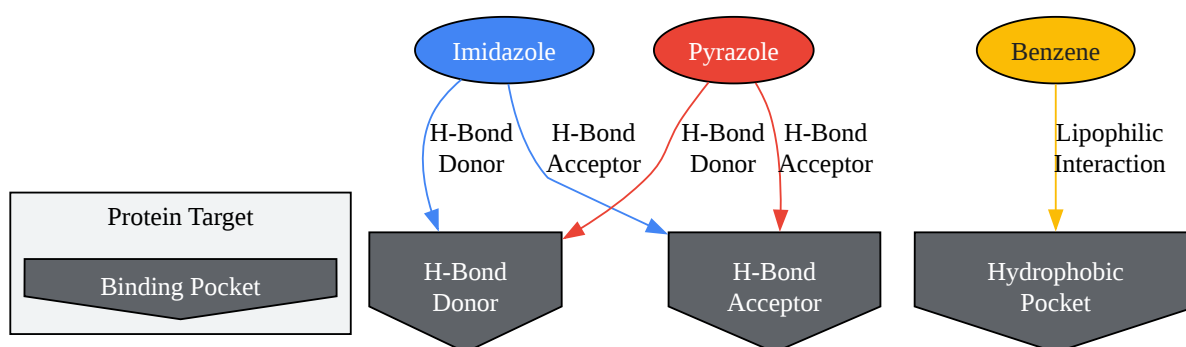 Imidazole
Pyrazole
Benzene
H-Bond
Donor
H-Bond
Acceptor
H-Bond
Donor
H-Bond
Acceptor
Lipophilic
Interaction
Protein Target
Binding Pocket
H-Bond
Donor
H-Bond
Acceptor
Hydrophobic
Pocket